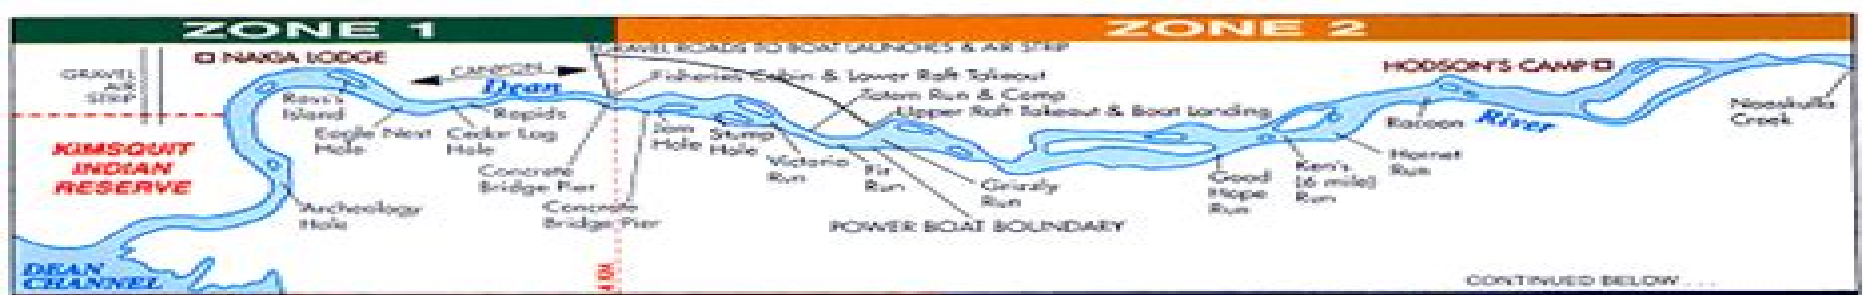 ZONE 1
ZONE 2
GRAVEL ROADS TO BOAT LAUNCHES & AIR STRIP
NAKIA LODGE
GRAVEL
AIR
STRIP
CANYON
Dean
Fisheries Cabin & Lower Raft Takeout
HODSON'S CAMP
Ross's
Island
Rapids
Totem Run & Camp
Upper Raft Takeout & Boat Landing
Racoon
River
Noeskulla
Creek
Eagle Nest
Hole
Cedar Log
Hole
Jam
Hole
Stump
Hole
Victoria
Run
Fir
Run
Grizzly
Run
Good
Hope
Run
Ken's
(6 mile)
Run
Hornet
Run
KIMSQUIT
INDIAN
RESERVE
Concrete
Bridge Pier
Concrete
Bridge Pier
Archeology
Hole
POWER BOAT BOUNDARY
DEAN
CHANNEL
CONTINUED BELOW . . .